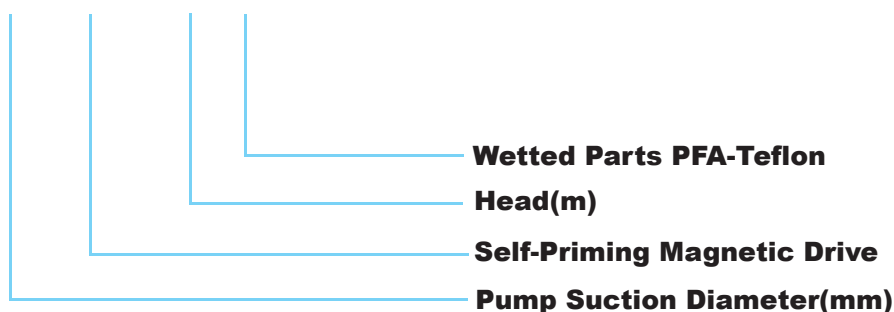 Wetted Parts PFA-Teflon
Head(m)
Self-Priming Magnetic Drive
Pump Suction Diameter(mm)